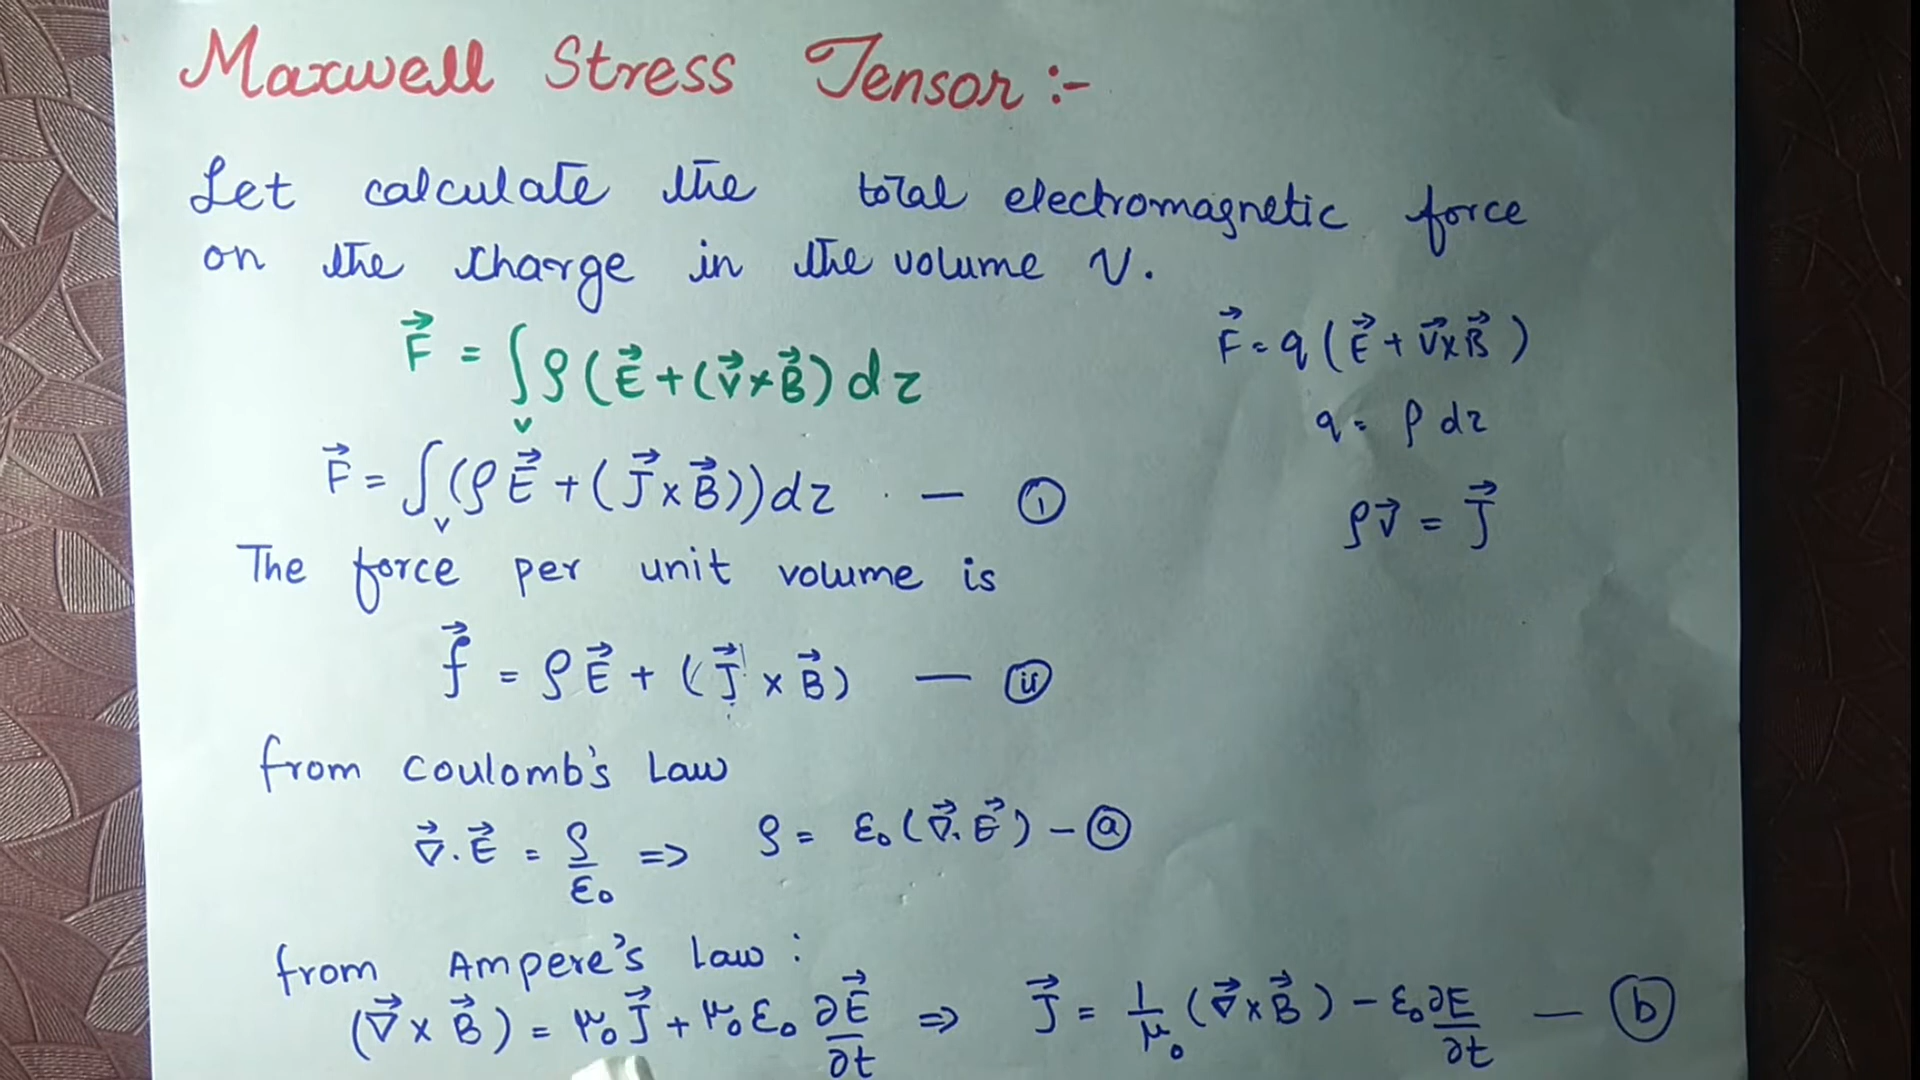 Maxwell Stress Tensor :-
Let calculate the total electromagnetic force
on the charge in the volume V.
F⃗ = ∫ᵥ ρ(E⃗ + (v⃗ × B⃗) dτ
F⃗ = q (E⃗ + v⃗ × B⃗)
q = ρ dτ
F⃗ = ∫ᵥ (ρE⃗ + (J⃗ × B⃗)) dτ — ①
ρv⃗ = J⃗
The force per unit volume is
f⃗ = ρE⃗ + (J⃗ × B⃗) — ⓘⓘ
from Coulomb's Law
∇⃗.E⃗ = ρ/ε₀ => ρ = ε₀(∇⃗.E⃗) – ⓐ
from Ampere's law :
(∇⃗ × B⃗) = μ₀J⃗ + μ₀ε₀ ∂E⃗/∂t => J⃗ = 1/μ₀ (∇⃗ × B⃗) – ε₀ ∂E/∂t — ⓑ